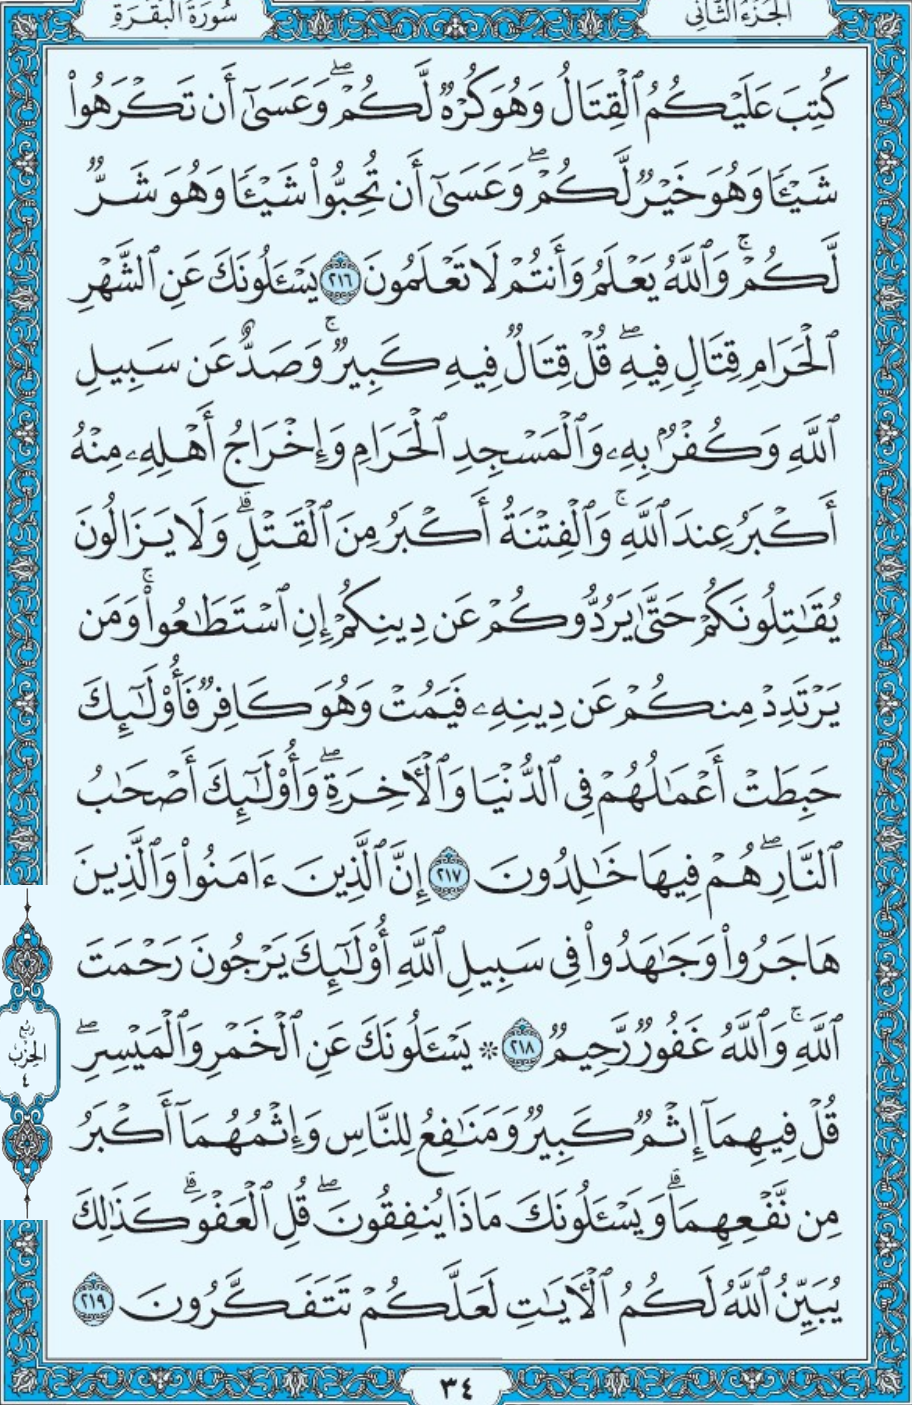 الجزء الثاني
سورة البقرة
كُتِبَ عَلَيْكُمُ ٱلْقِتَالُ وَهُوَ كُرْهٌ لَّكُمْ ۖ وَعَسَىٰٓ أَن تَكْرَهُوا۟
شَيْـًٔا وَهُوَ خَيْرٌ لَّكُمْ ۖ وَعَسَىٰٓ أَن تُحِبُّوا۟ شَيْـًٔا وَهُوَ شَرٌّ
لَّكُمْ ۚ وَٱللَّهُ يَعْلَمُ وَأَنتُمْ لَا تَعْلَمُونَ ٢١٦ يَسْـَٔلُونَكَ عَنِ ٱلشَّهْرِ
ٱلْحَرَامِ قِتَالٍ فِيهِ ۖ قُلْ قِتَالٌ فِيهِ كَبِيرٌ ۚ وَصَدٌّ عَن سَبِيلِ
ٱللَّهِ وَكُفْرٌۢ بِهِۦ وَٱلْمَسْجِدِ ٱلْحَرَامِ وَإِخْرَاجُ أَهْلِهِۦ مِنْهُ
أَكْبَرُ عِندَ ٱللَّهِ ۚ وَٱلْفِتْنَةُ أَكْبَرُ مِنَ ٱلْقَتْلِ ۗ وَلَا يَزَالُونَ
يُقَـٰتِلُونَكُمْ حَتَّىٰ يَرُدُّوكُمْ عَن دِينِكُمْ إِنِ ٱسْتَطَـٰعُوا۟ ۚ وَمَن
يَرْتَدِدْ مِنكُمْ عَن دِينِهِۦ فَيَمُتْ وَهُوَ كَافِرٌ فَأُو۟لَـٰٓئِكَ
حَبِطَتْ أَعْمَـٰلُهُمْ فِى ٱلدُّنْيَا وَٱلْـَٔاخِرَةِ ۖ وَأُو۟لَـٰٓئِكَ أَصْحَـٰبُ
ٱلنَّارِ ۖ هُمْ فِيهَا خَـٰلِدُونَ ٢١٧ إِنَّ ٱلَّذِينَ ءَامَنُوا۟ وَٱلَّذِينَ
هَاجَرُوا۟ وَجَـٰهَدُوا۟ فِى سَبِيلِ ٱللَّهِ أُو۟لَـٰٓئِكَ يَرْجُونَ رَحْمَتَ
ٱللَّهِ ۚ وَٱللَّهُ غَفُورٌ رَّحِيمٌ ٢١٨ ۞ يَسْـَٔلُونَكَ عَنِ ٱلْخَمْرِ وَٱلْمَيْسِرِ ۖ
قُلْ فِيهِمَآ إِثْمٌ كَبِيرٌ وَمَنَـٰفِعُ لِلنَّاسِ وَإِثْمُهُمَآ أَكْبَرُ
مِن نَّفْعِهِمَا ۗ وَيَسْـَٔلُونَكَ مَاذَا يُنفِقُونَ ۖ قُلِ ٱلْعَفْوَ ۗ كَذَٰلِكَ
يُبَيِّنُ ٱللَّهُ لَكُمُ ٱلْـَٔايَـٰتِ لَعَلَّكُمْ تَتَفَكَّرُونَ ٢١٩
ربع
الحزب
٤
٣٤